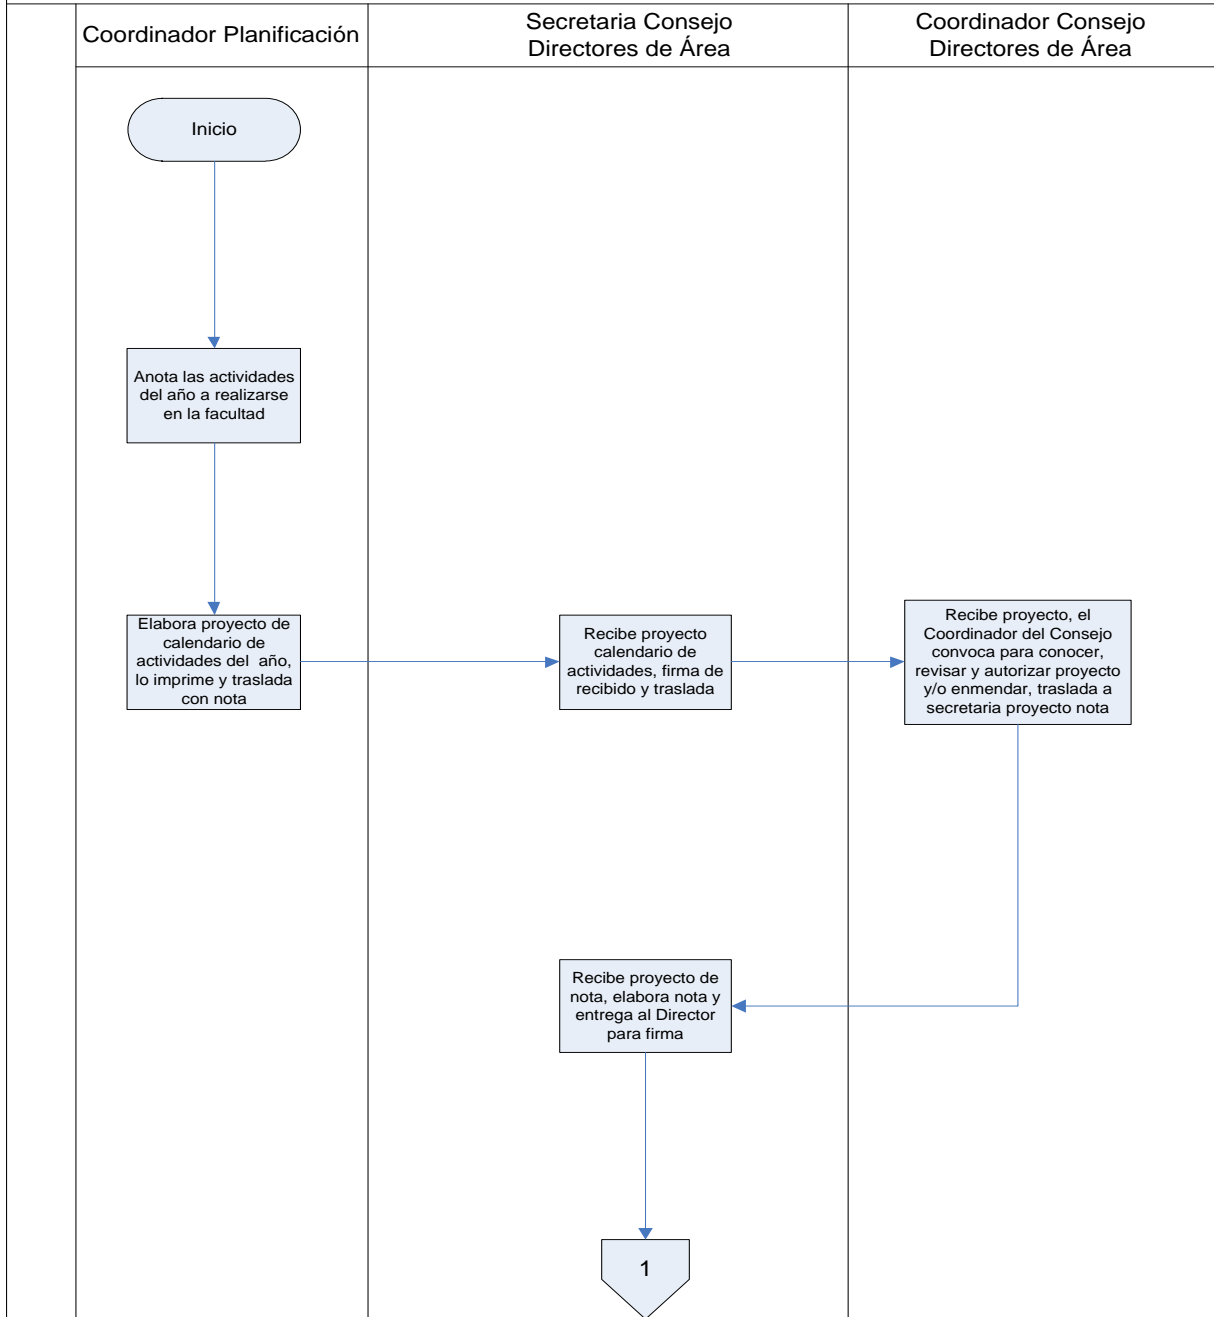 Coordinador Planificación
Secretaria Consejo
Directores de Área
Coordinador Consejo
Directores de Área
Inicio
Anota las actividades
del año a realizarse
en la facultad
Elabora proyecto de
calendario de
actividades del año,
lo imprime y traslada
con nota
Recibe proyecto
calendario de
actividades, firma de
recibido y traslada
Recibe proyecto, el
Coordinador del Consejo
convoca para conocer,
revisar y autorizar proyecto
y/o enmendar, traslada a
secretaria proyecto nota
Recibe proyecto de
nota, elabora nota y
entrega al Director
para firma
1